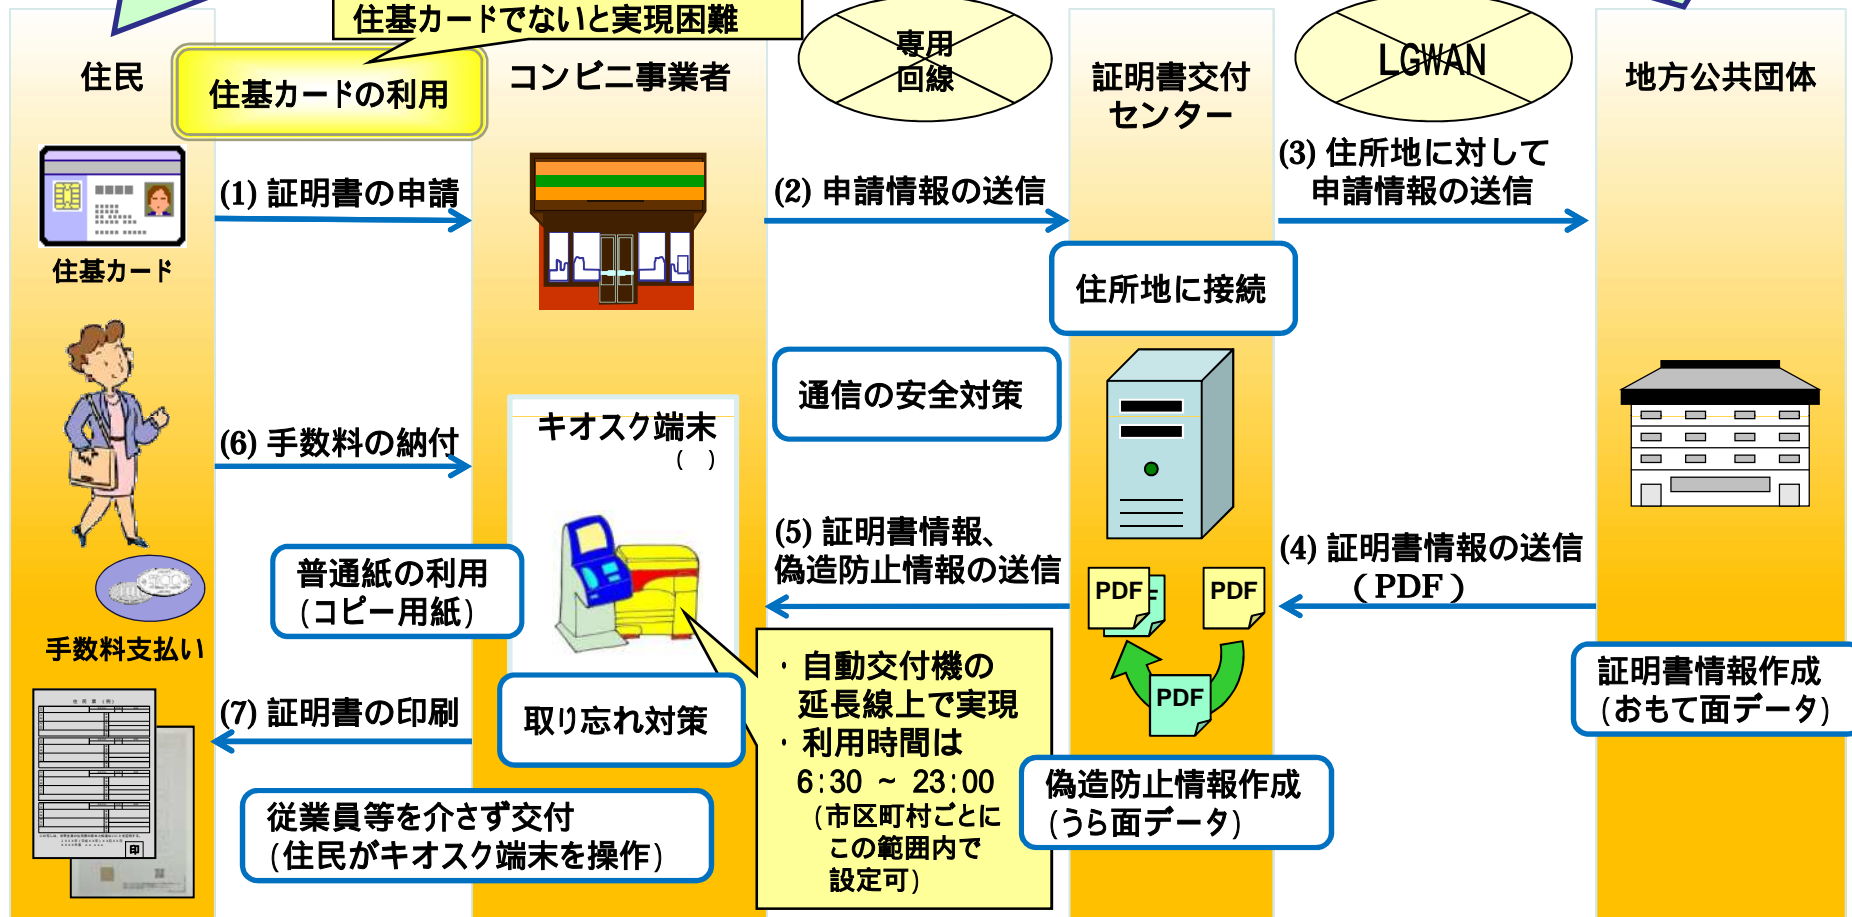 住基カードでないと実現困難
住民
住基カードの利用
コンビニ事業者
専用
回線
証明書交付
センター
LGWAN
地方公共団体
(1) 証明書の申請
(2) 申請情報の送信
(3) 住所地に対して
申請情報の送信
住基カード
住所地に接続
通信の安全対策
キオスク端末
( )
(6) 手数料の納付
(5) 証明書情報、
偽造防止情報の送信
(4) 証明書情報の送信
(PDF)
普通紙の利用
(コピー用紙)
PDF
PDF
PDF
手数料支払い
・自動交付機の
延長線上で実現
・利用時間は
6:30 ~ 23:00
(市区町村ごとに
この範囲内で
設定可)
証明書情報作成
(おもて面データ)
(7) 証明書の印刷
取り忘れ対策
偽造防止情報作成
(うら面データ)
従業員等を介さず交付
(住民がキオスク端末を操作)
印